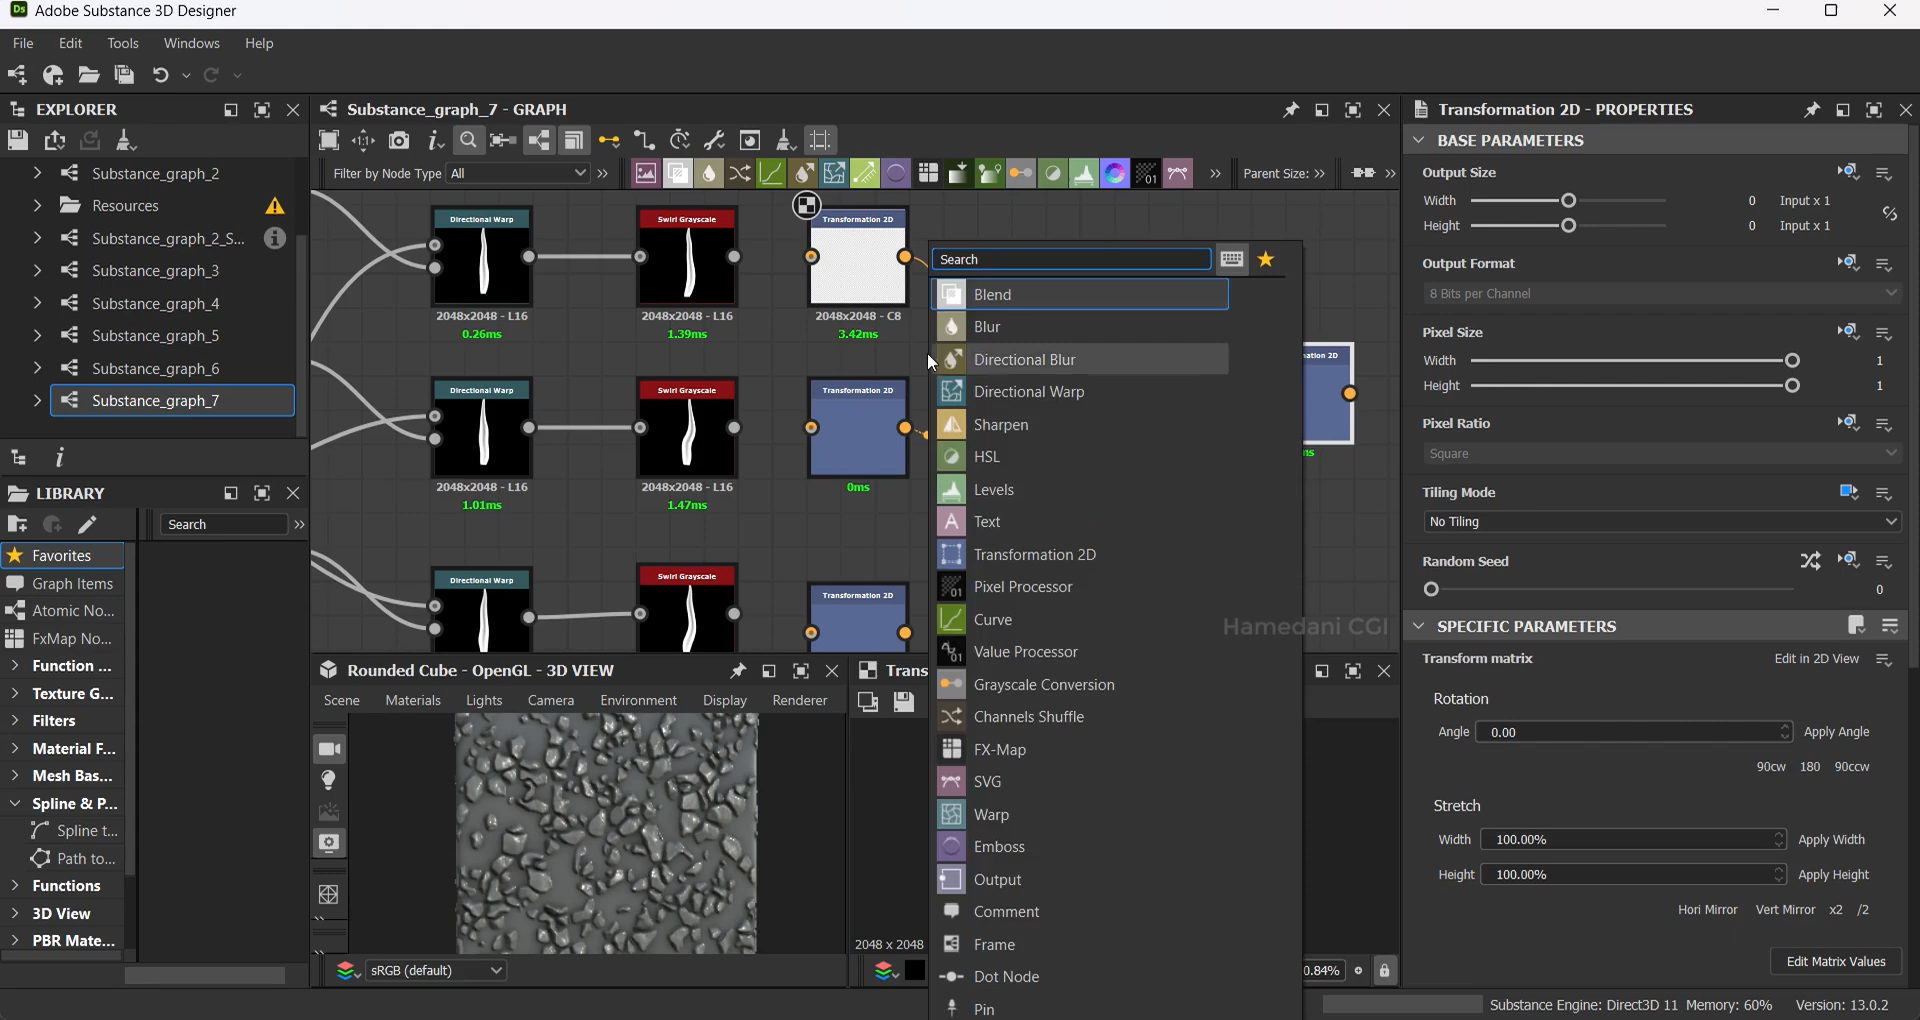 Ds Adobe Substance 3D Designer
File Edit Tools Windows Help
EXPLORER
Substance_graph_2
Resources
Substance_graph_2_S...
Substance_graph_3
Substance_graph_4
Substance_graph_5
Substance_graph_6
Substance_graph_7
LIBRARY
Search
Favorites
Graph Items
Atomic No...
FxMap No...
Function ...
Texture G...
Filters
Material F...
Mesh Bas...
Spline & P...
Spline t...
Path to...
Functions
3D View
PBR Mate...
Substance_graph_7 - GRAPH
Filter by Node Type All
Parent Size:
Directional Warp
2048x2048 - L16
0.26ms
Swirl Grayscale
2048x2048 - L16
1.39ms
Transformation 2D
2048x2048 - C8
3.42ms
Directional Warp
2048x2048 - L16
1.01ms
Swirl Grayscale
2048x2048 - L16
1.47ms
Transformation 2D
0ms
Directional Warp
Swirl Grayscale
Transformation 2D
ation 2D
ms
Search
Blend
Blur
Directional Blur
Directional Warp
Sharpen
HSL
Levels
Text
Transformation 2D
Pixel Processor
Curve
Value Processor
Grayscale Conversion
Channels Shuffle
FX-Map
SVG
Warp
Emboss
Output
Comment
Frame
Dot Node
Pin
Hamedani CGI
Rounded Cube - OpenGL - 3D VIEW
Scene Materials Lights Camera Environment Display Renderer
sRGB (default)
Trans
2048 x 2048
0.84%
Transformation 2D - PROPERTIES
BASE PARAMETERS
Output Size
Width 0 Input x 1
Height 0 Input x 1
Output Format
8 Bits per Channel
Pixel Size
Width 1
Height 1
Pixel Ratio
Square
Tiling Mode
No Tiling
Random Seed
0
SPECIFIC PARAMETERS
Transform matrix Edit in 2D View
Rotation
Angle 0.00 Apply Angle
90cw 180 90ccw
Stretch
Width 100.00% Apply Width
Height 100.00% Apply Height
Hori Mirror Vert Mirror x2 /2
Edit Matrix Values
Substance Engine: Direct3D 11 Memory: 60% Version: 13.0.2